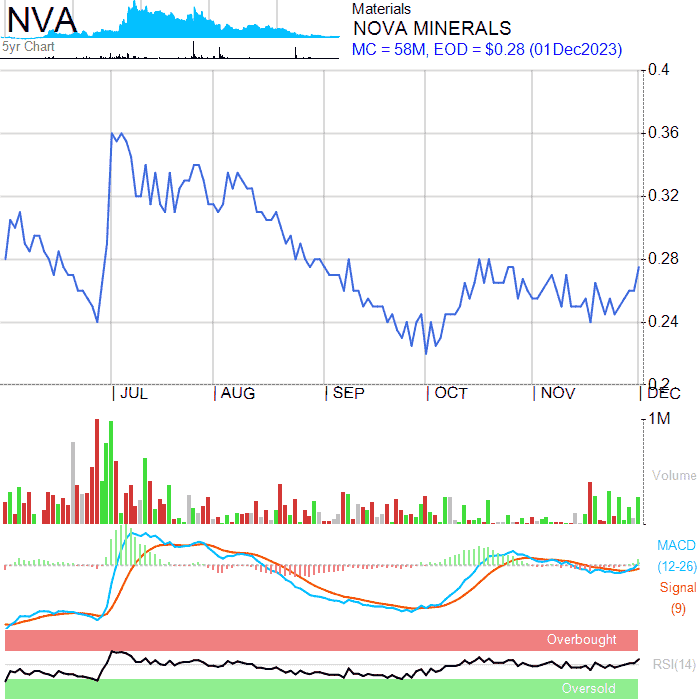 NVA
5yr Chart
Materials
NOVA MINERALS
MC = 58M, EOD = $0.28 (01Dec2023)
0.4
0.36
0.32
0.28
0.24
0.2
JUL AUG SEP OCT NOV DEC
1M
Volume
MACD
(12-26)
Signal
(9)
Overbought
RSI(14)
Oversold